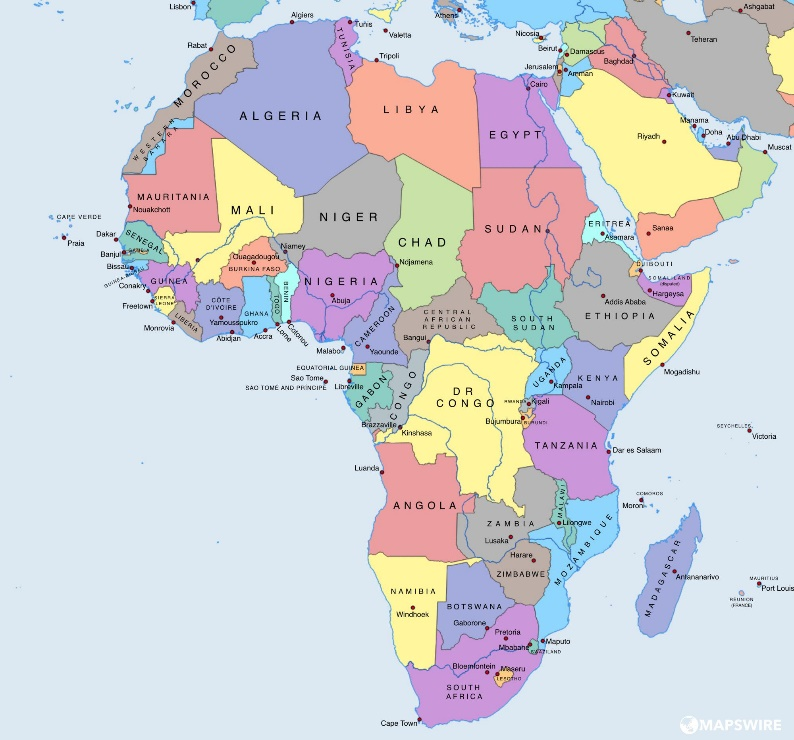 Lisbon
Algiers
Tunis
Valetta
Athens
Nicosia
Beirut
Damascus
Baghdad
Teheran
Ashgabat
Rabat
Tripoli
TUNISIA
Jerusalem
Amman
Cairo
Kuwait
Manama
Doha
Abu Dhabi
Muscat
Riyadh
MOROCCO
ALGERIA
LIBYA
EGYPT
WESTERN
SAHARA
MAURITANIA
Nouakchott
MALI
NIGER
CHAD
SUDAN
ERITREA
Asmara
Sanaa
CAPE VERDE
Praia
Dakar
SENEGAL
Banjul
Bissau
GUINEA-BISSAU
GUINEA
Conakry
Freetown
SIERRA
LEONE
Monrovia
LIBERIA
CÔTE
D'IVOIRE
Yamoussoukro
Abidjan
Ouagadougou
BURKINA FASO
Niamey
GHANA
Accra
TOGO
Lome
BENIN
Cotonou
NIGERIA
Abuja
Ndjamena
CAMEROON
Yaounde
Malabo
EQUATORIAL GUINEA
Sao Tome
SAO TOMÉ AND PRINCIPE
Libreville
GABON
CONGO
Brazzaville
Kinshasa
CENTRAL
AFRICAN
REPUBLIC
Bangui
SOUTH
SUDAN
DJIBOUTI
SOMALILAND
(disputed)
Hargeysa
Addis Ababa
ETHIOPIA
SOMALIA
Mogadishu
UGANDA
Kampala
KENYA
Nairobi
RWANDA
Kigali
Bujumbura
BURUNDI
DR
CONGO
TANZANIA
Dar es Salaam
SEYCHELLES
Victoria
Luanda
ANGOLA
ZAMBIA
Lusaka
MALAWI
Lilongwe
COMOROS
Moroni
MOZAMBIQUE
Harare
ZIMBABWE
MADAGASCAR
Antananarivo
MAURITIUS
Port Louis
REUNION
(FRANCE)
NAMIBIA
Windhoek
BOTSWANA
Gaborone
Pretoria
Maputo
Mbabane
SWAZILAND
Bloemfontein
Maseru
LESOTHO
SOUTH
AFRICA
Cape Town
MAPSWIRE